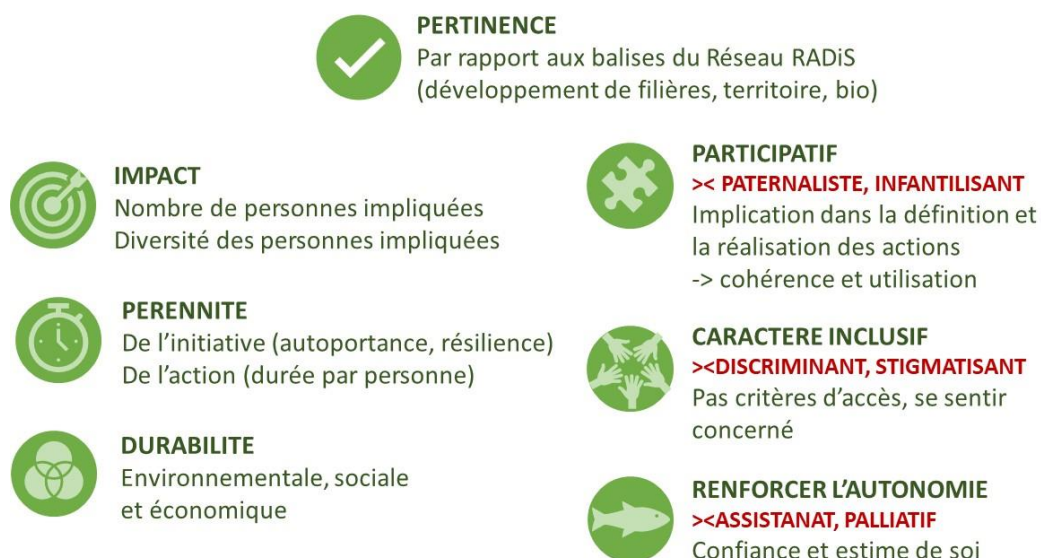 PERTINENCE
Par rapport aux balises du Réseau RADiS
(développement de filières, territoire, bio)
IMPACT
Nombre de personnes impliquées
Diversité des personnes impliquées
PERENNITE
De l'initiative (autoportance, résilience)
De l'action (durée par personne)
DURABILITE
Environnementale, sociale
et économique
PARTICIPATIF
>< PATERNALISTE, INFANTILISANT
Implication dans la définition et
la réalisation des actions
-> cohérence et utilisation
CARACTERE INCLUSIF
><DISCRIMINANT, STIGMATISANT
Pas critères d'accès, se sentir
concerné
RENFORCER L'AUTONOMIE
><ASSISTANAT, PALLIATIF
Confiance et estime de soi